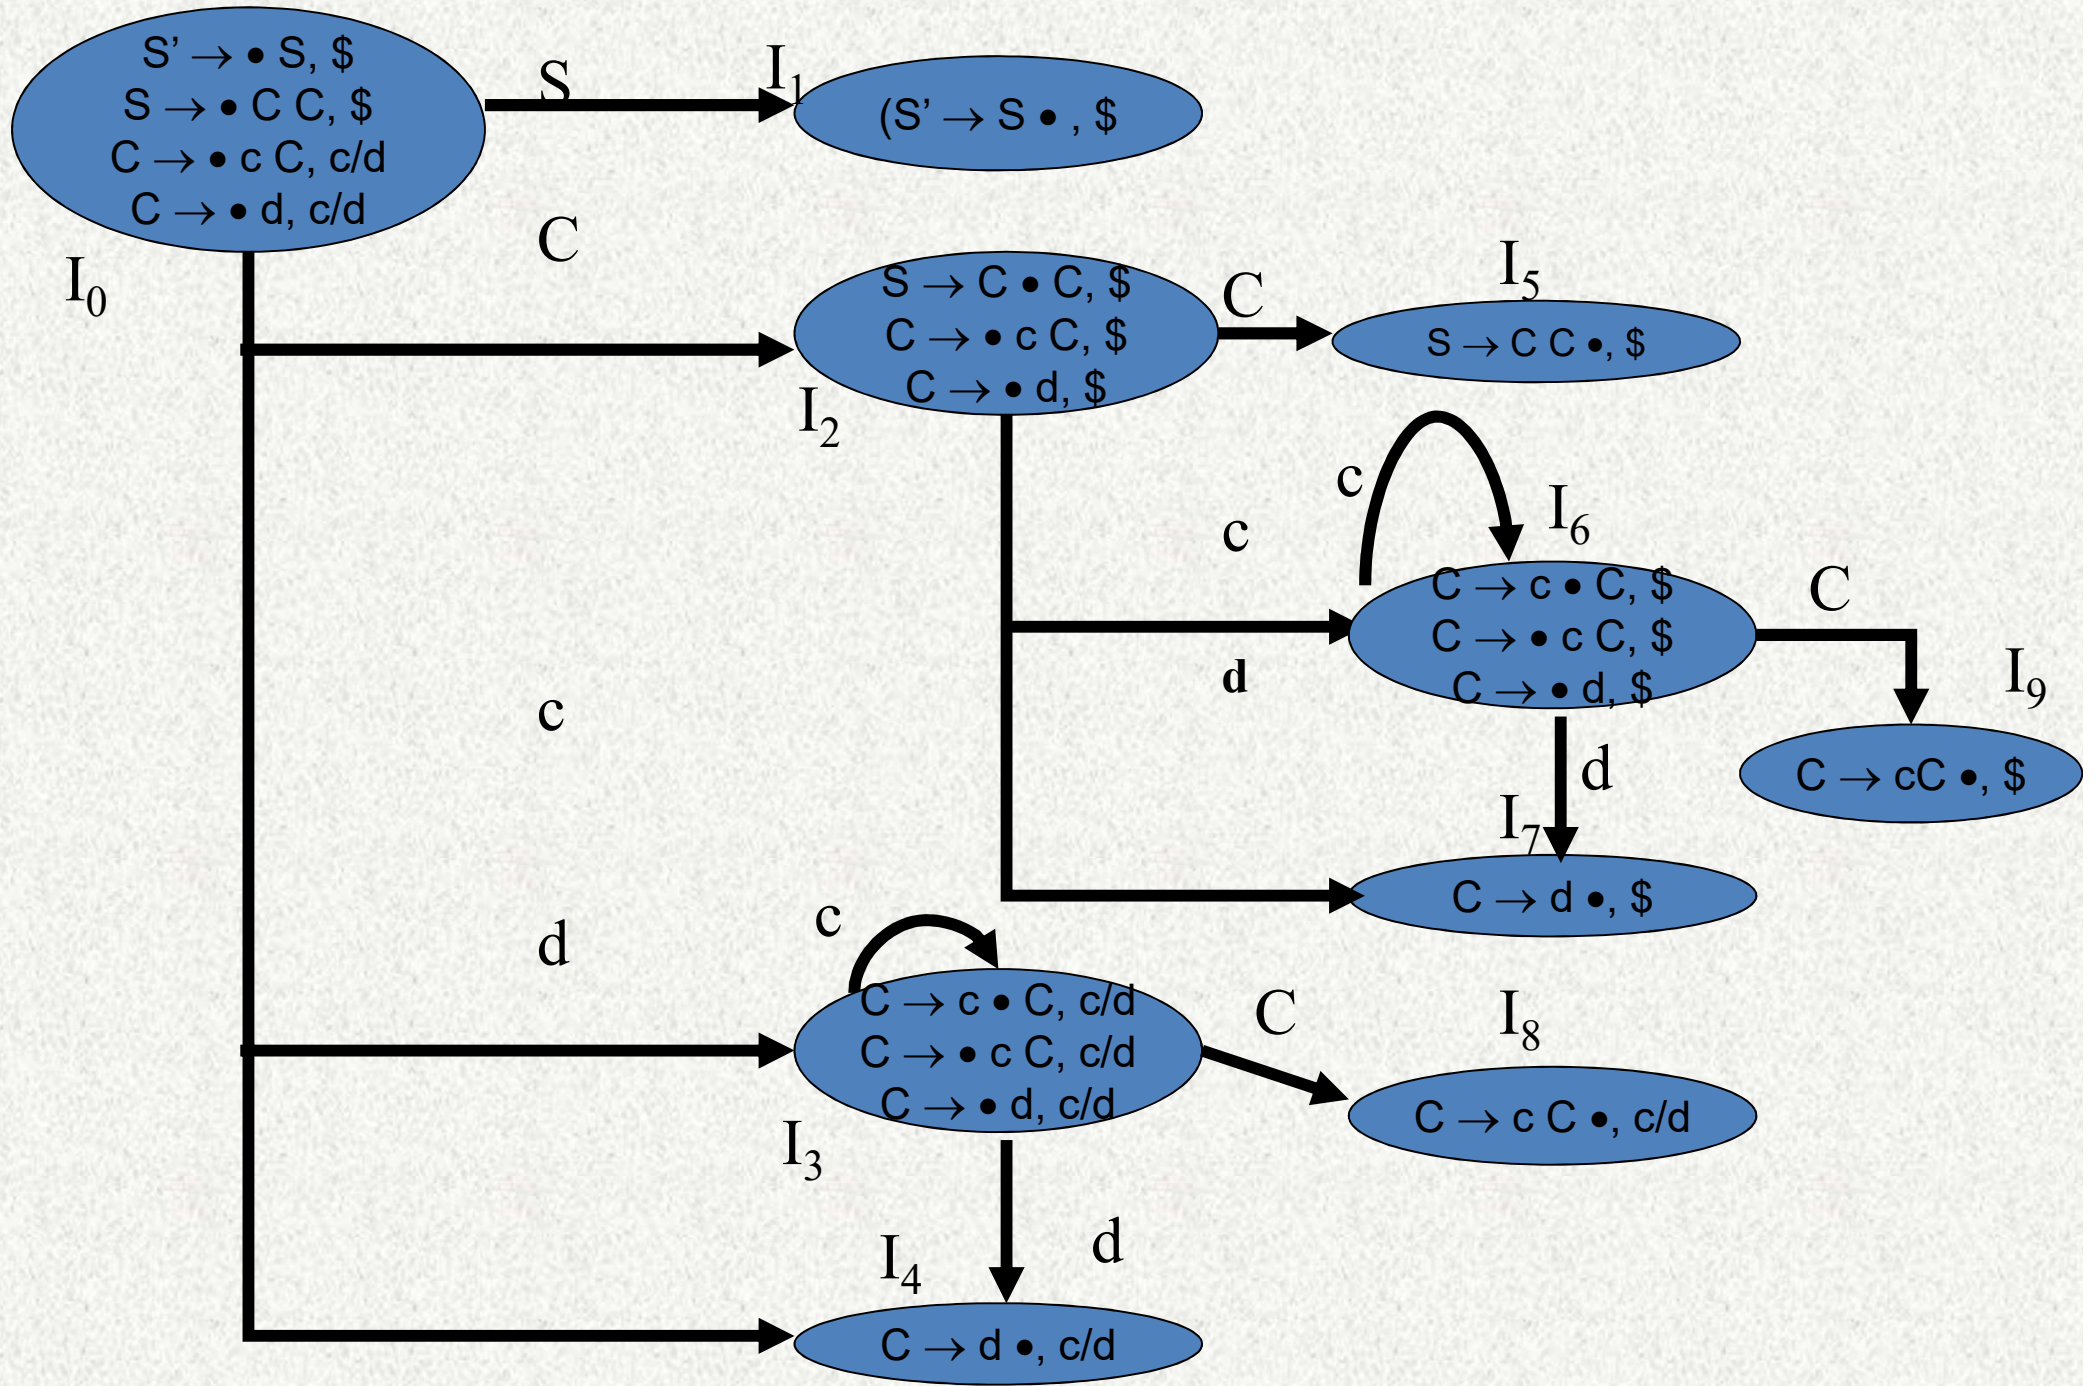 S’ → • S, $
S → • C C, $
C → • c C, c/d
C → • d, c/d
I0
S
I1
(S’ → S • , $
C
S → C • C, $
C → • c C, $
C → • d, $
I2
C
I5
S → C C •, $
c
c
I6
C → c • C, $
C → • c C, $
C → • d, $
C
I9
C → cC •, $
d
d
I7
C → d •, $
c
d
c
C → c • C, c/d
C → • c C, c/d
C → • d, c/d
I3
C
I8
C → c C •, c/d
d
I4
C → d •, c/d